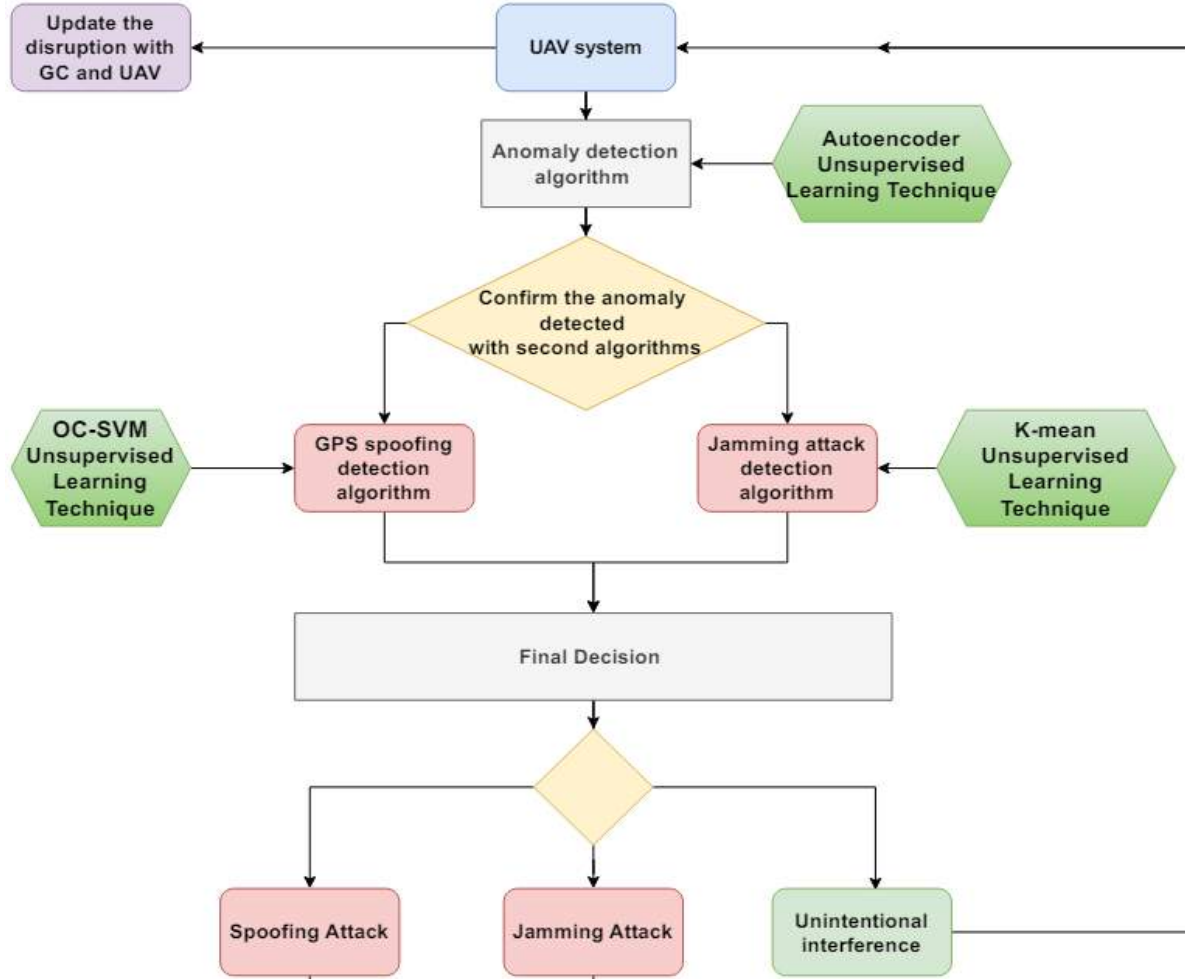 Update the
disruption with
GC and UAV
UAV system
Anomaly detection
algorithm
Autoencoder
Unsupervised
Learning Technique
Confirm the anomaly
detected
with second algorithms
OC-SVM
Unsupervised
Learning
Technique
GPS spoofing
detection
algorithm
Jamming attack
detection
algorithm
K-mean
Unsupervised
Learning
Technique
Final Decision
Spoofing Attack
Jamming Attack
Unintentional
interference